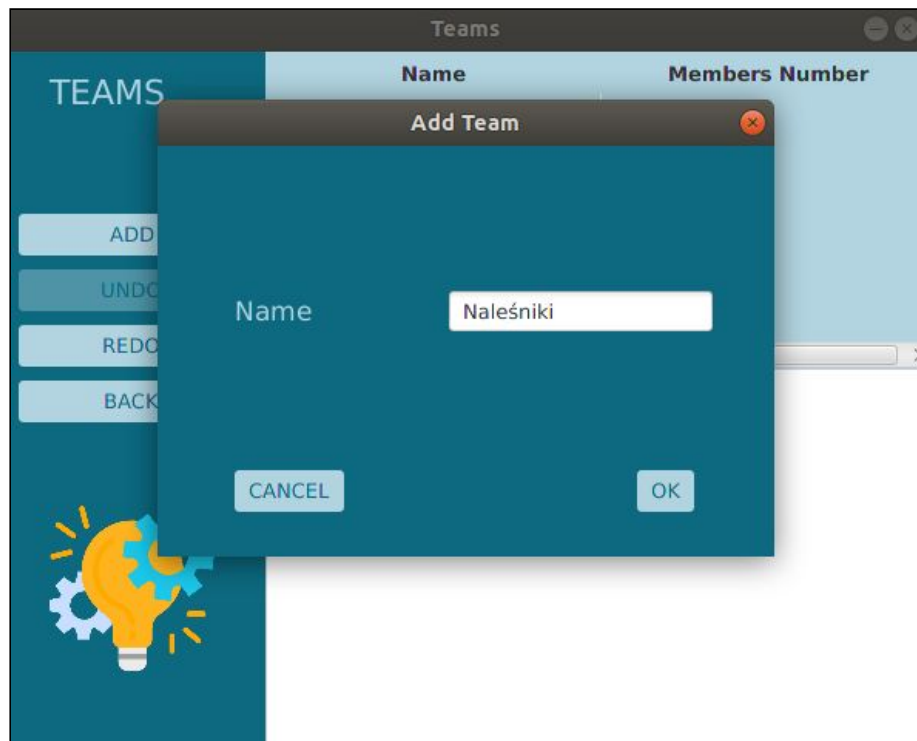 Teams
TEAMS
Name Members Number
Add Team
ADD
UNDO
REDO
BACK
Name Naleśniki
CANCEL OK